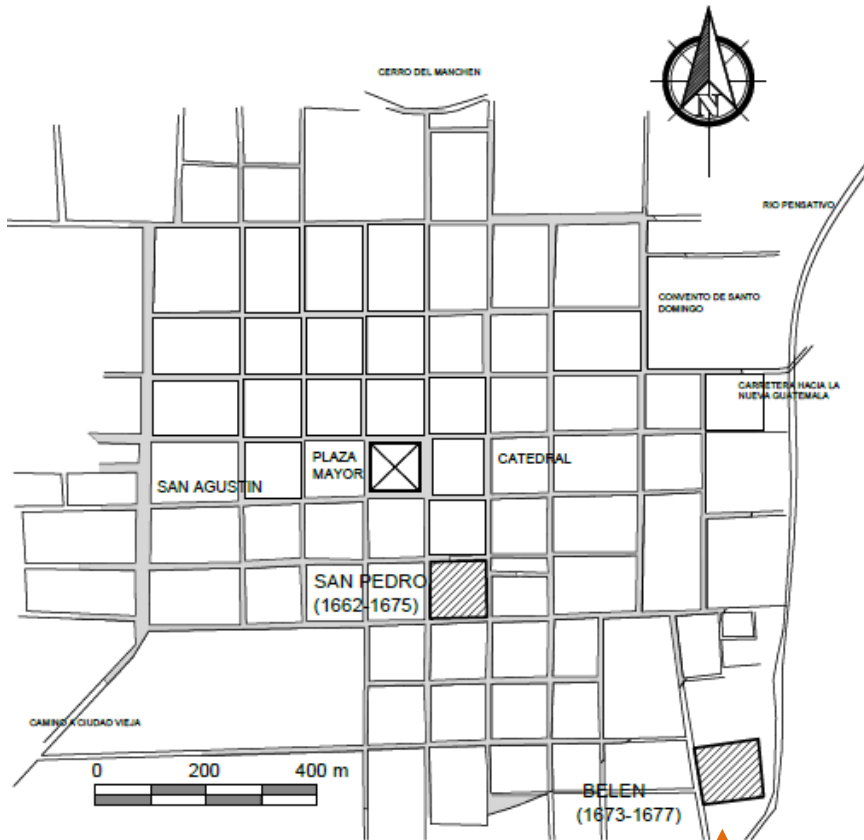 CERRO DEL MANCHEN
N
RIO PENSATIVO
CONVENTO DE SANTO
DOMINGO
CARRETERA HACIA LA
NUEVA GUATEMALA
PLAZA
MAYOR
CATEDRAL
SAN AGUSTIN
SAN PEDRO
(1662-1675)
CAMINO A CIUDAD VIEJA
0 200 400 m
BELEN
(1673-1677)